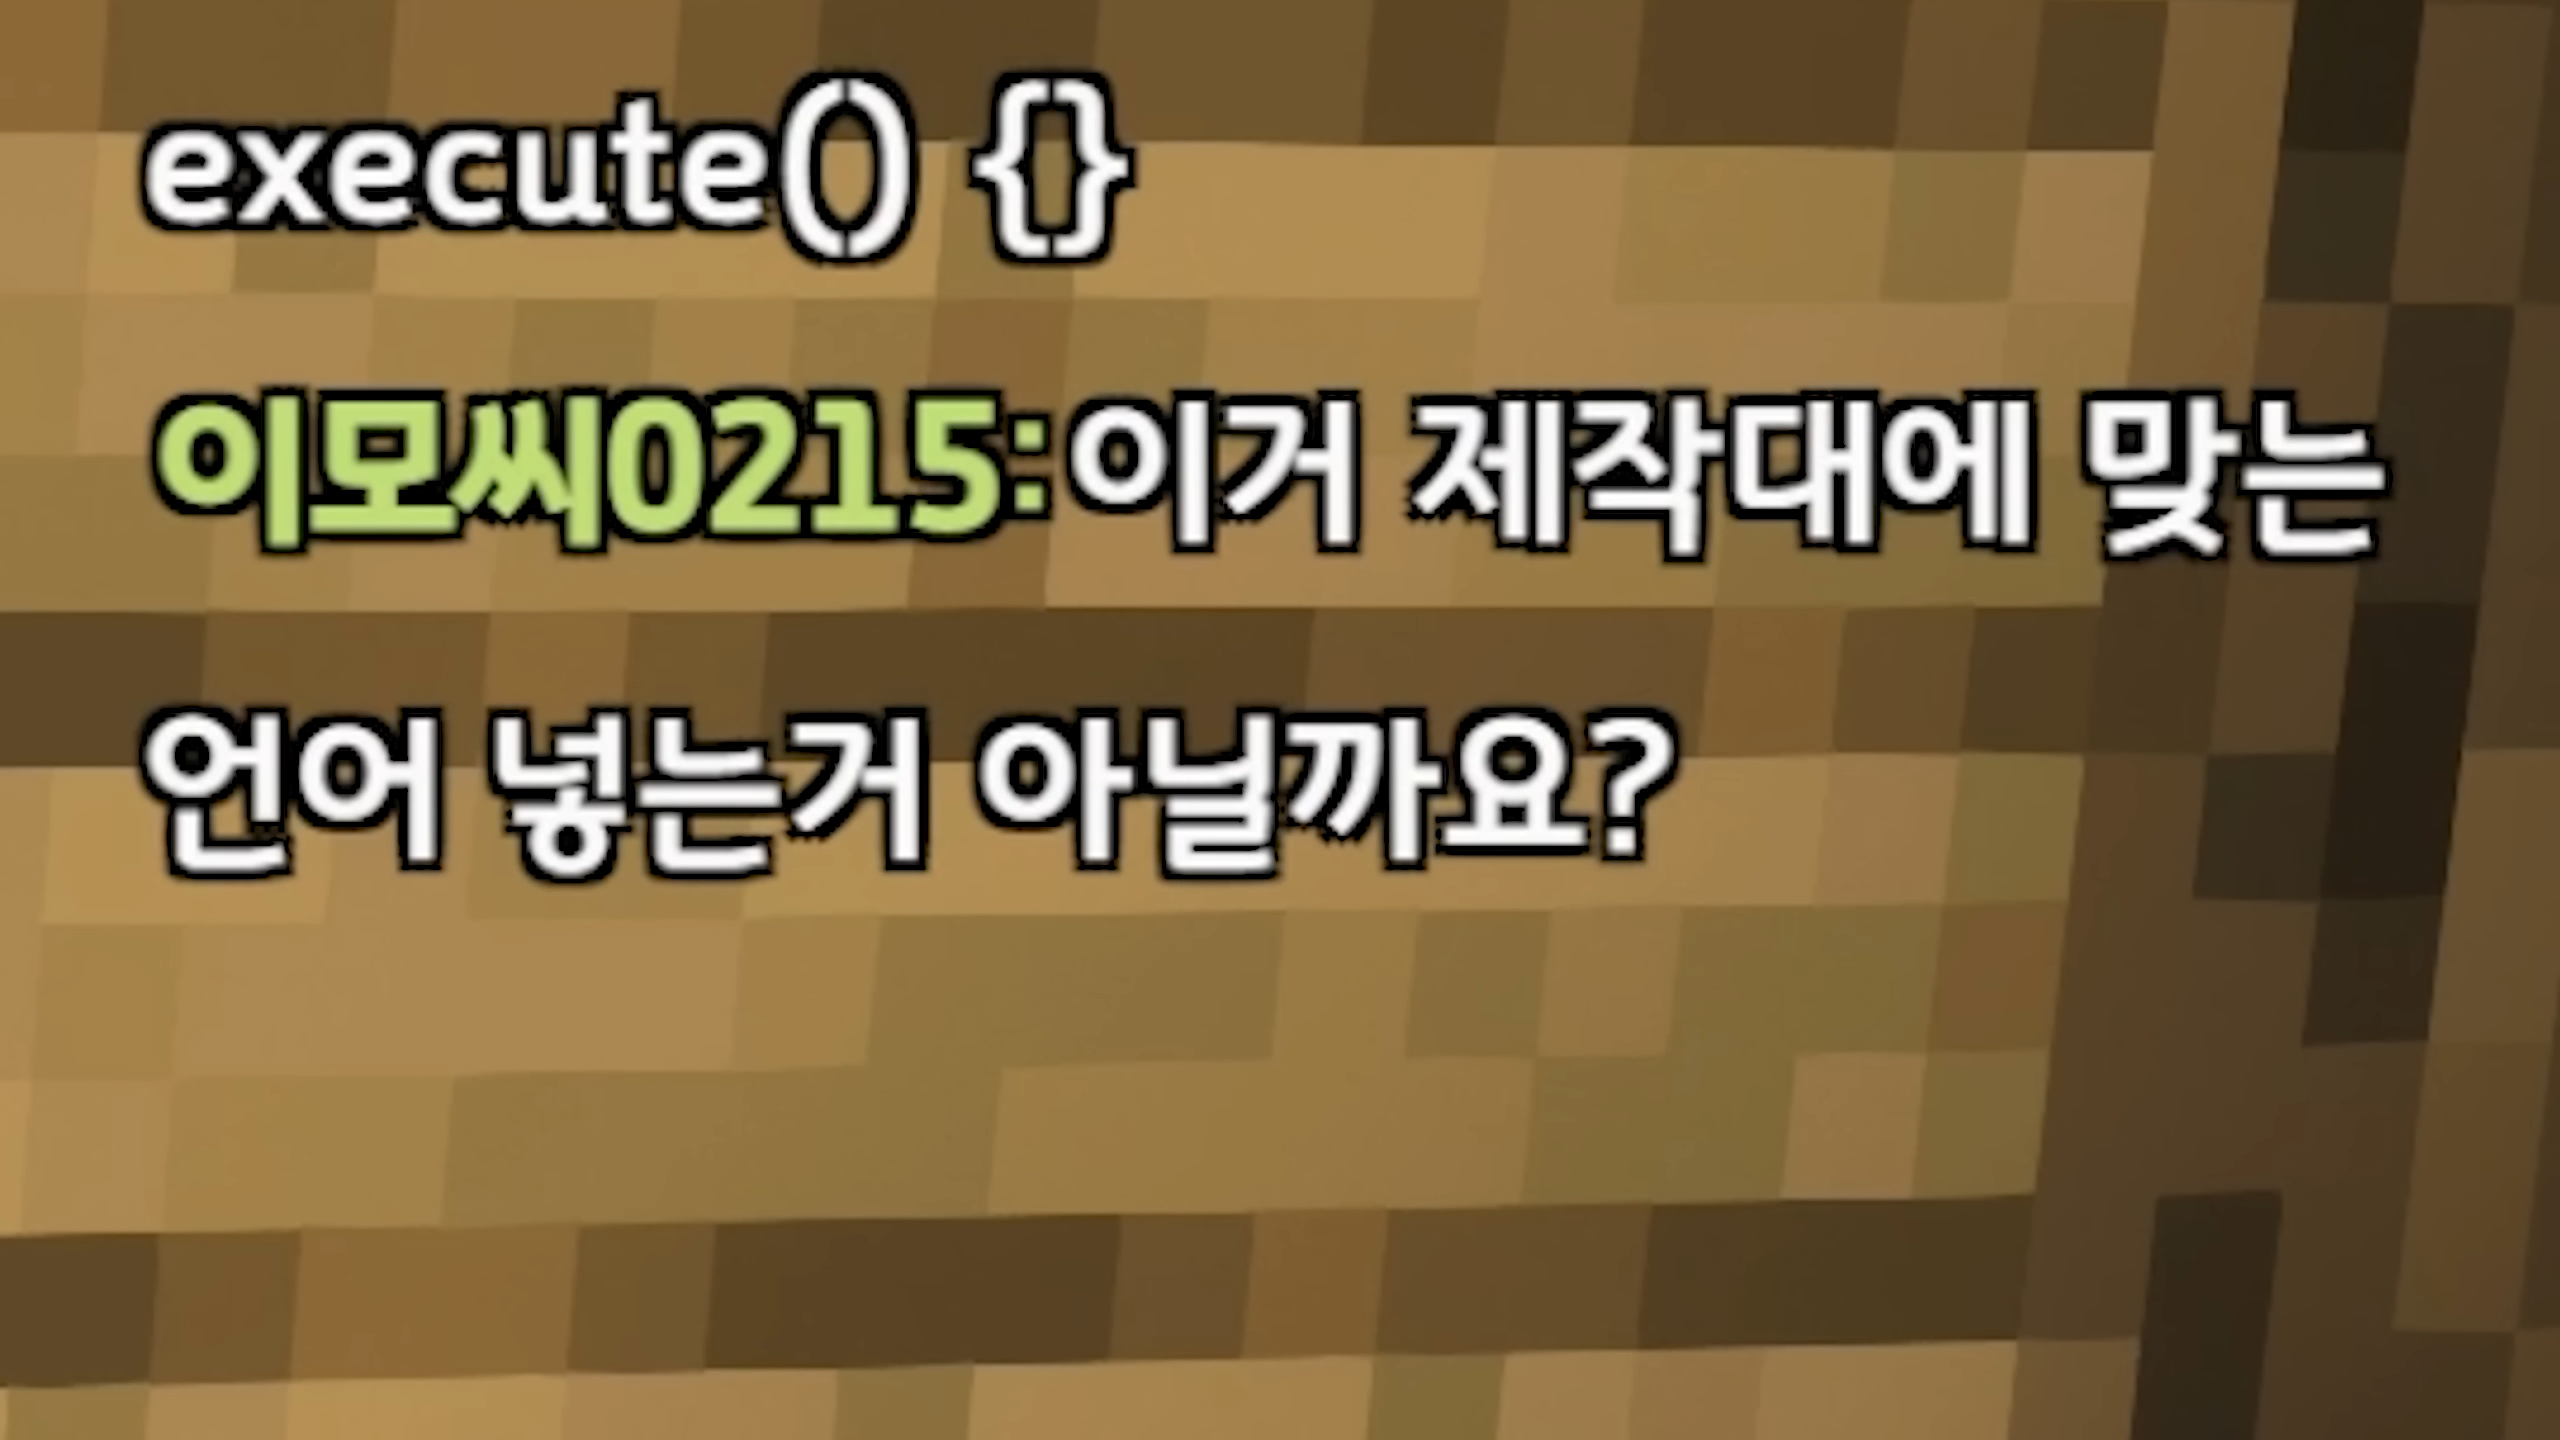 execute() {}
이모씨0215:이거 제작대에 맞는
언어 넣는거 아닐까요?